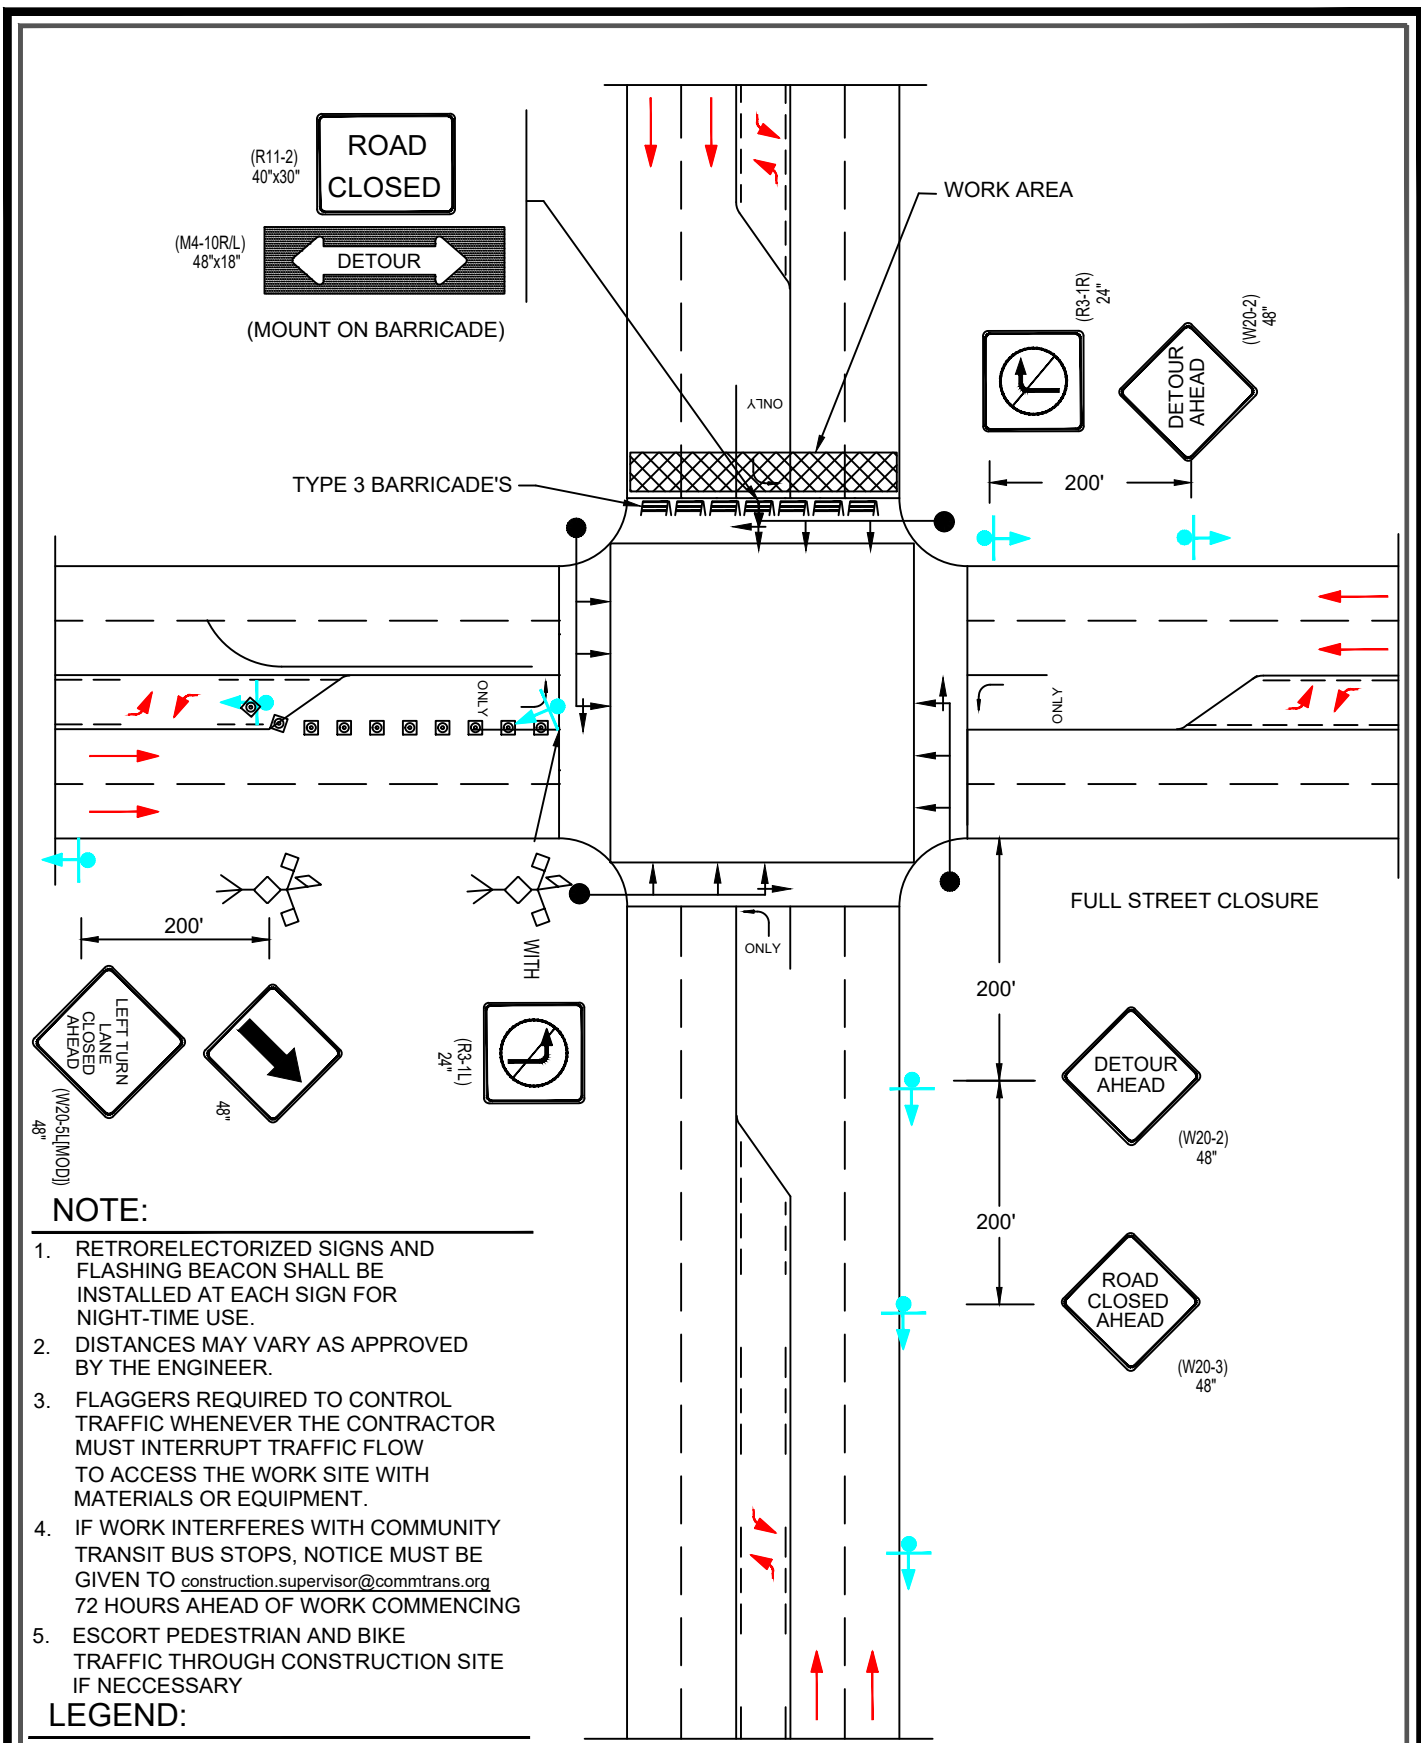 ROAD
CLOSED
(R11-2)
40"x30"
(M4-10R/L)
48"x18"
DETOUR
(MOUNT ON BARRICADE)
WORK AREA
(R3-1R)
24"
(W20-2)
48"
DETOUR
AHEAD
200'
ONLY
TYPE 3 BARRICADE'S
ONLY
ONLY
FULL STREET CLOSURE
200'
WITH
ONLY
LEFT TURN
LANE
CLOSED
AHEAD
(W20-5L[MOD])
48"
48"
(R3-1L)
24"
200'
DETOUR
AHEAD
(W20-2)
48"
200'
ROAD
CLOSED
AHEAD
(W20-3)
48"
NOTE:
1. RETRORELECTORIZED SIGNS AND
FLASHING BEACON SHALL BE
INSTALLED AT EACH SIGN FOR
NIGHT-TIME USE.
2. DISTANCES MAY VARY AS APPROVED
BY THE ENGINEER.
3. FLAGGERS REQUIRED TO CONTROL
TRAFFIC WHENEVER THE CONTRACTOR
MUST INTERRUPT TRAFFIC FLOW
TO ACCESS THE WORK SITE WITH
MATERIALS OR EQUIPMENT.
4. IF WORK INTERFERES WITH COMMUNITY
TRANSIT BUS STOPS, NOTICE MUST BE
GIVEN TO construction.supervisor@commtrans.org
72 HOURS AHEAD OF WORK COMMENCING
5. ESCORT PEDESTRIAN AND BIKE
TRAFFIC THROUGH CONSTRUCTION SITE
IF NECCESSARY
LEGEND: